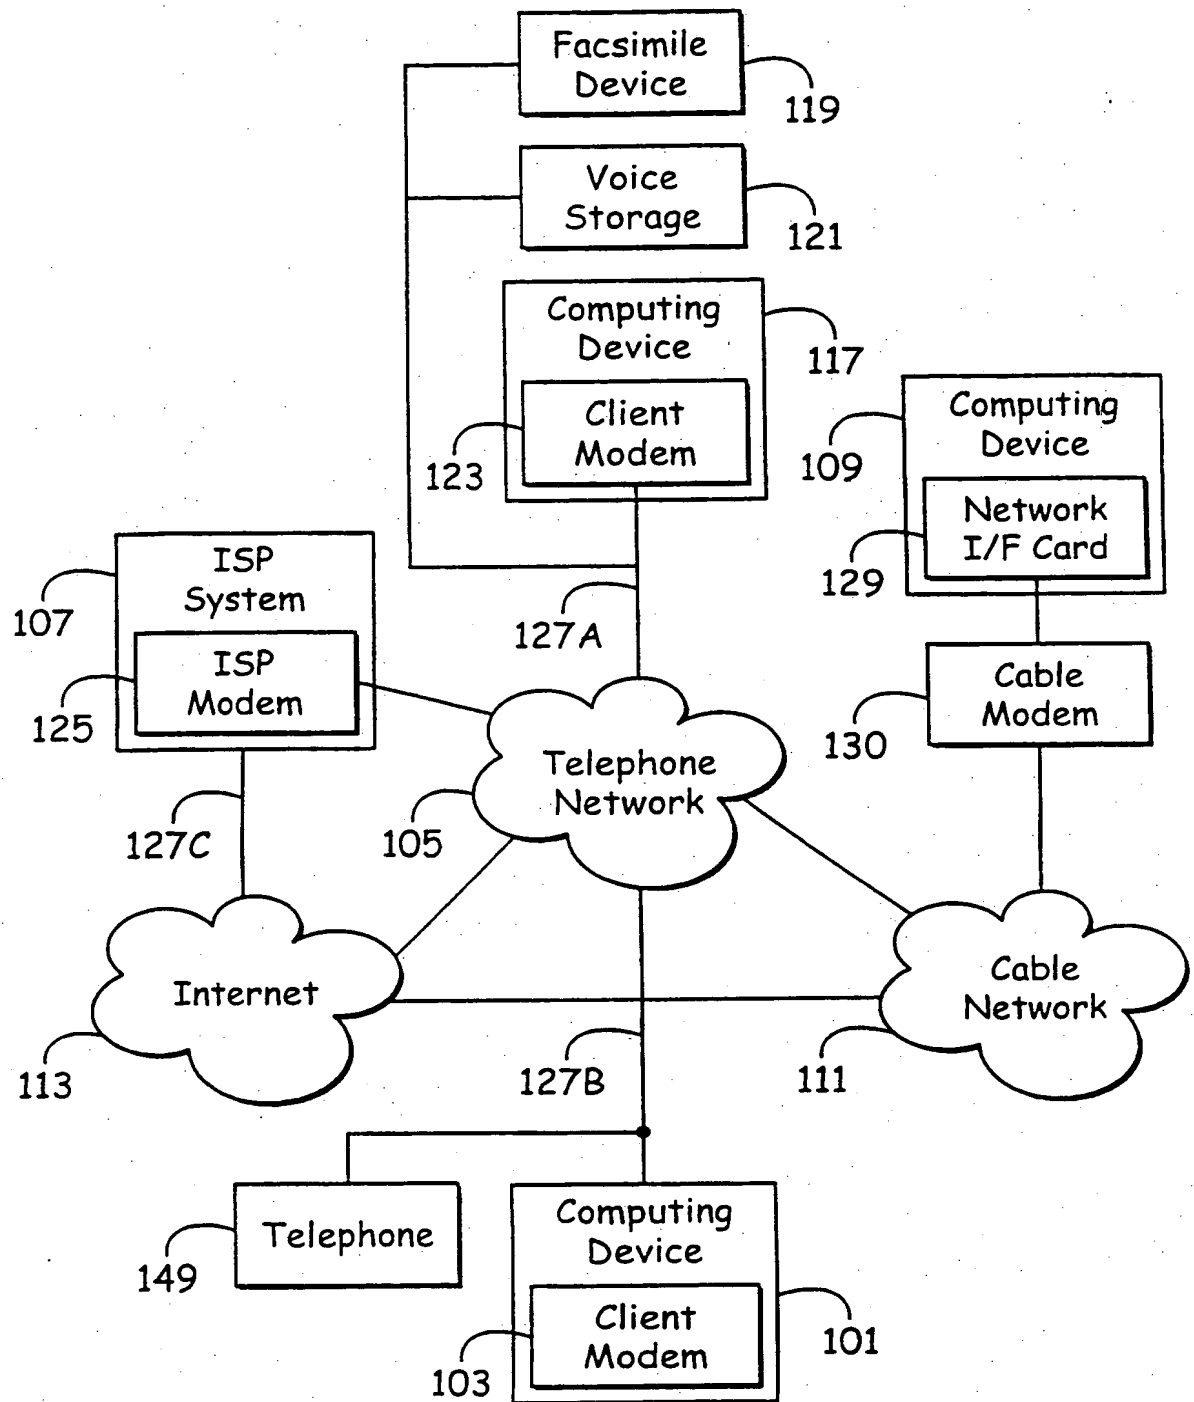 Facsimile
Device
119
Voice
Storage
121
Computing
Device
117
Client
Modem
123
Computing
Device
109
Network
I/F Card
129
ISP
System
107
ISP
Modem
125
127A
Cable
Modem
130
Telephone
Network
105
127C
Internet
113
Cable
Network
111
127B
Telephone
149
Computing
Device
101
Client
Modem
103